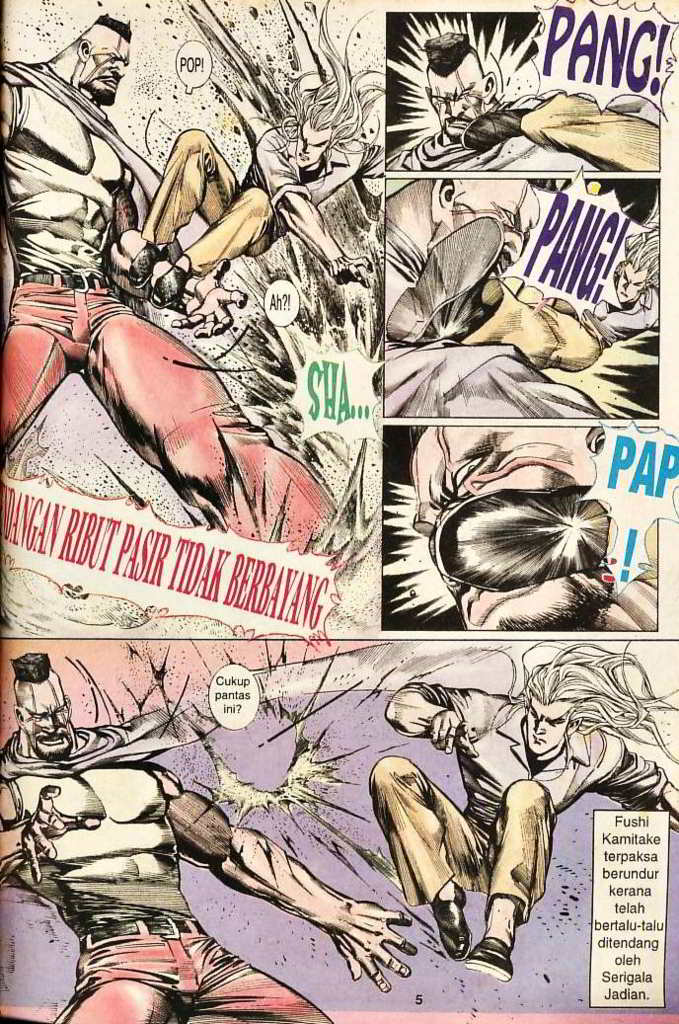 POP!
Ah?!
SHA...
PANG!
PANG!
PAP
!
RIBUT PASIR TIDAK BERBAYANG
Cukup
pantas
ini?
Fushi
Kamitake
terpaksa
berundur
kerana
telah
bertalu-talu
ditendang
oleh
Serigala
Jadian.
5